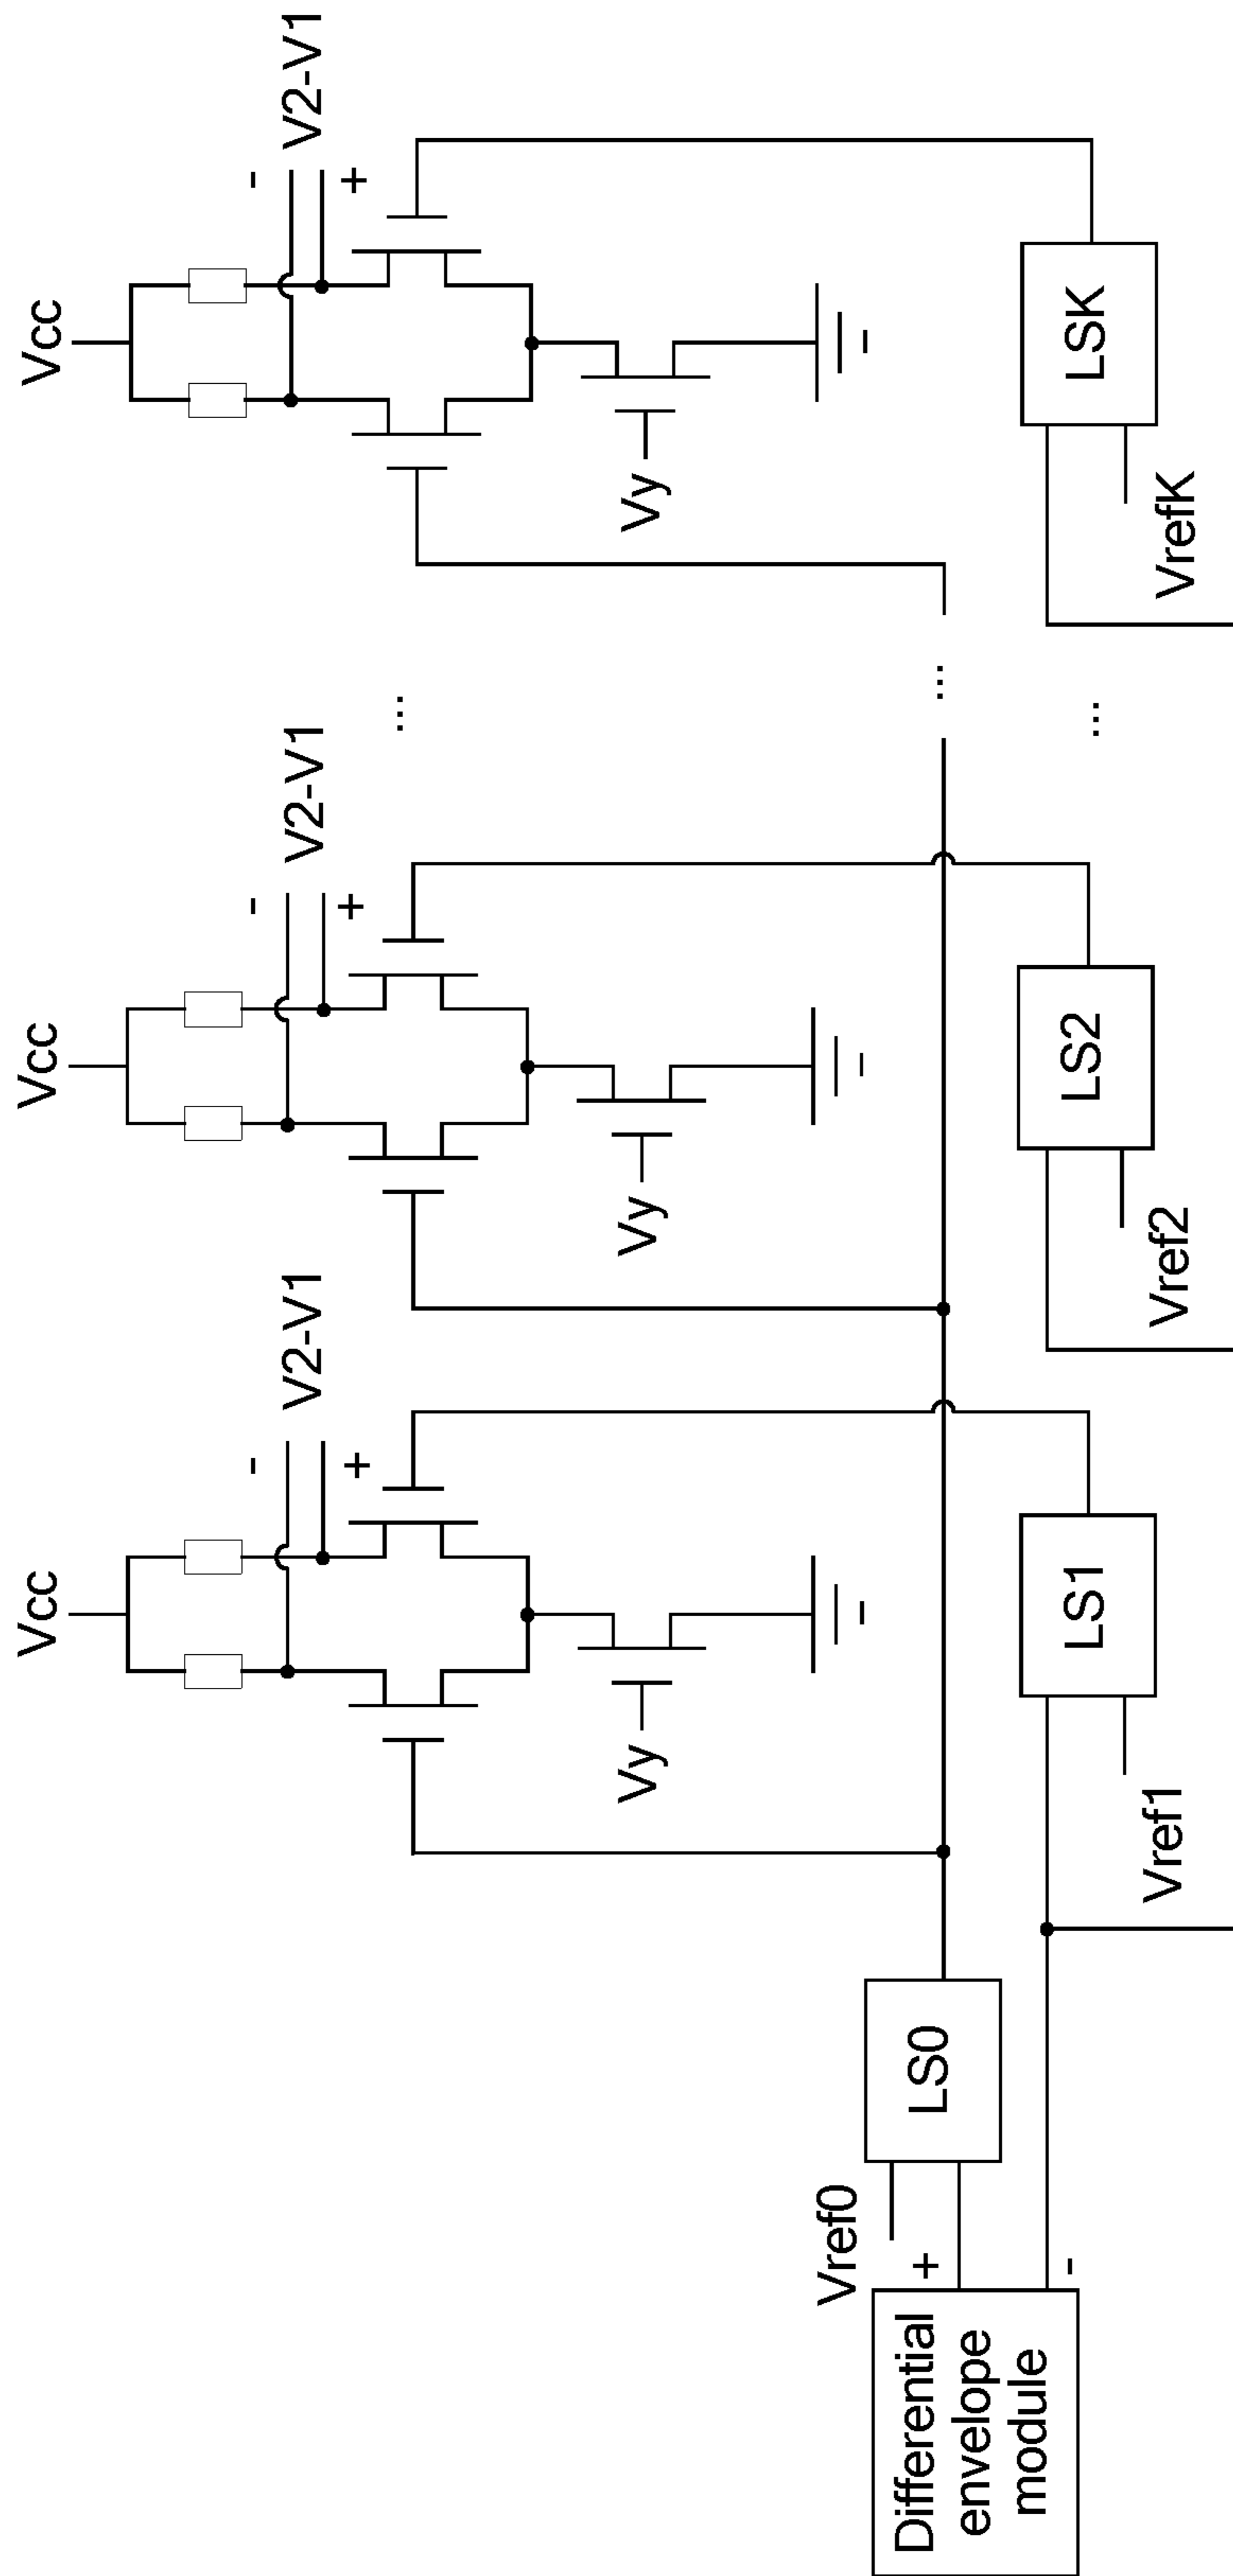 Vcc
Vcc
Vcc
-
V2-V1
+
-
V2-V1
+
-
V2-V1
+
...
Vy
Vy
Vy
Vref0
LS0
...
Differential
envelope
module
+
-
LS1
LS2
...
LSK
Vref1
Vref2
VrefK